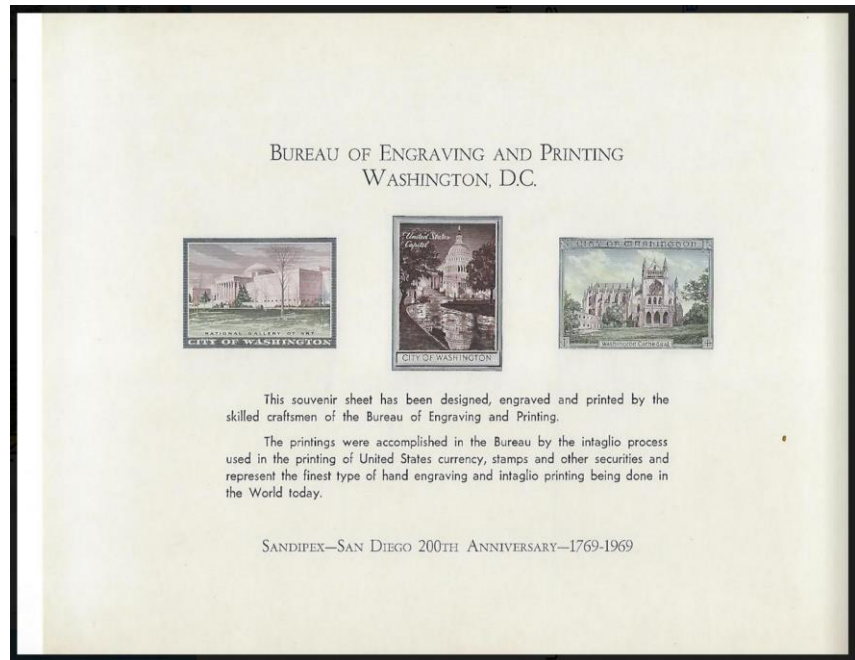 BUREAU OF ENGRAVING AND PRINTING
WASHINGTON, D.C.
NATIONAL GALLERY OF ART
CITY OF WASHINGTON
United States
Capitol
CITY OF WASHINGTON
CITY OF WASHINGTON
Washington Cathedral
This souvenir sheet has been designed, engraved and printed by the
skilled craftsmen of the Bureau of Engraving and Printing.
The printings were accomplished in the Bureau by the intaglio process
used in the printing of United States currency, stamps and other securities and
represent the finest type of hand engraving and intaglio printing being done in
the World today.
SANDIPEX—SAN DIEGO 200TH ANNIVERSARY—1769-1969